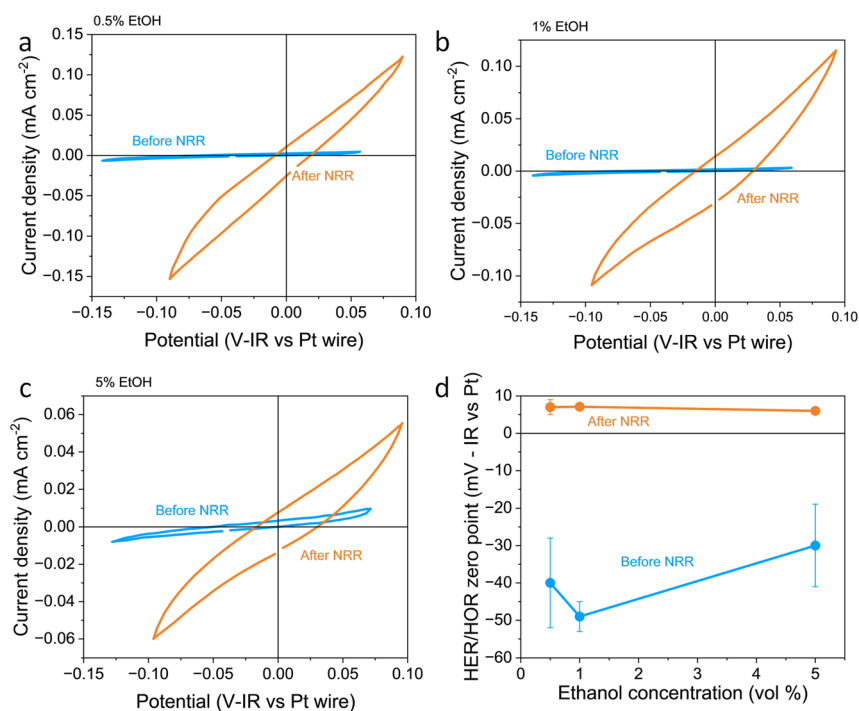 a
0.5% EtOH
0.15
0.10
0.05
0.00
−0.05
−0.10
−0.15
Current density (mA cm-2)
Before NRR
After NRR
−0.15
−0.10
−0.05
0.00
0.05
0.10
Potential (V-IR vs Pt wire)
b
1% EtOH
0.10
0.05
0.00
−0.05
−0.10
Current density (mA cm-2)
Before NRR
After NRR
−0.15
−0.10
−0.05
0.00
0.05
0.10
Potential (V-IR vs Pt wire)
c
5% EtOH
0.06
0.04
0.02
0.00
−0.02
−0.04
−0.06
Current density (mA cm-2)
Before NRR
After NRR
−0.15
−0.10
−0.05
0.00
0.05
0.10
Potential (V-IR vs Pt wire)
d
10
0
−10
−20
−30
−40
−50
−60
HER/HOR zero point (mV - IR vs Pt)
After NRR
Before NRR
0
1
2
3
4
5
Ethanol concentration (vol %)